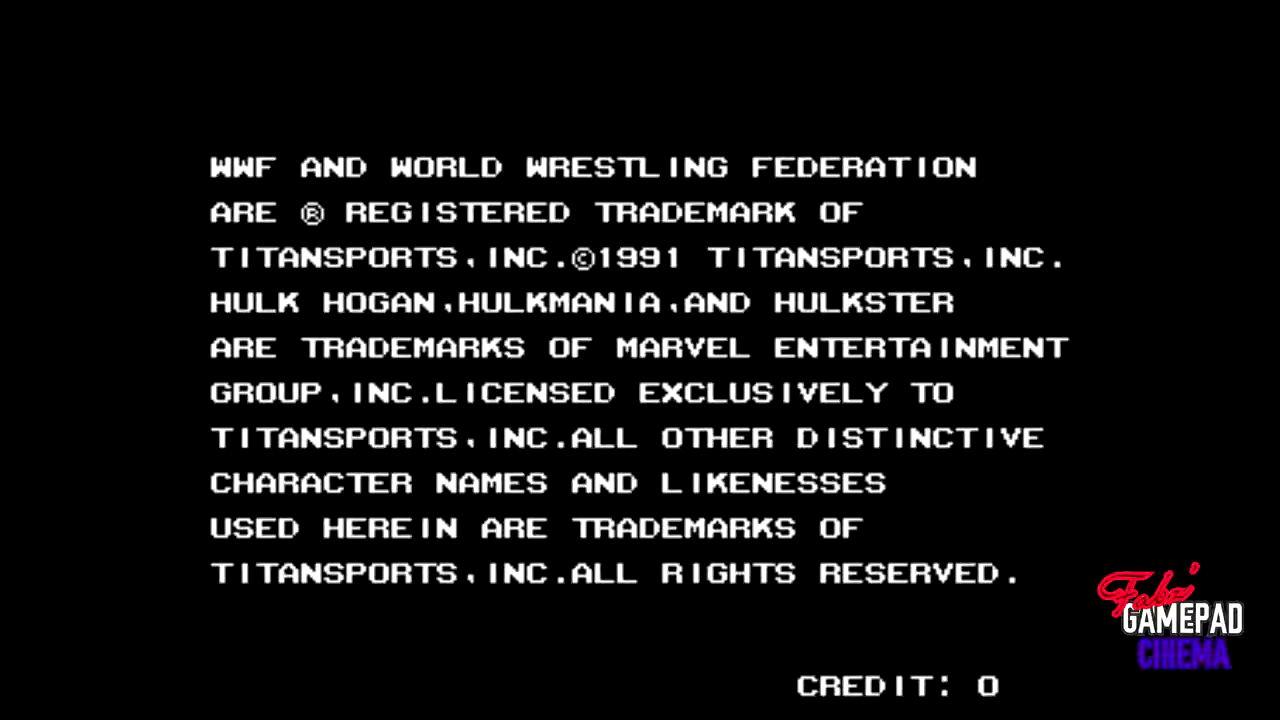 WWF AND WORLD WRESTLING FEDERATION
ARE ® REGISTERED TRADEMARK OF
TITANSPORTS,INC.©1991 TITANSPORTS,INC.
HULK HOGAN,HULKMANIA,AND HULKSTER
ARE TRADEMARKS OF MARVEL ENTERTAINMENT
GROUP,INC.LICENSED EXCLUSIVELY TO
TITANSPORTS,INC.ALL OTHER DISTINCTIVE
CHARACTER NAMES AND LIKENESSES
USED HEREIN ARE TRADEMARKS OF
TITANSPORTS,INC.ALL RIGHTS RESERVED.
Fabzi'
GAMEPAD
CINEMA
CREDIT: 0